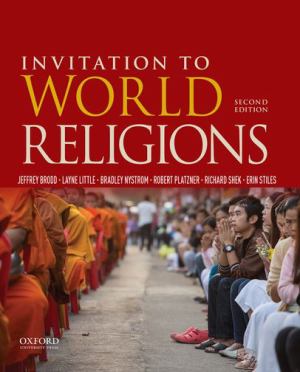 INVITATION TO
WORLD
SECOND
EDITION
RELIGIONS
JEFFREY BRODD • LAYNE LITTLE • BRADLEY NYSTROM • ROBERT PLATZNER • RICHARD SHEK • ERIN STILES
OXFORD
UNIVERSITY PRESS